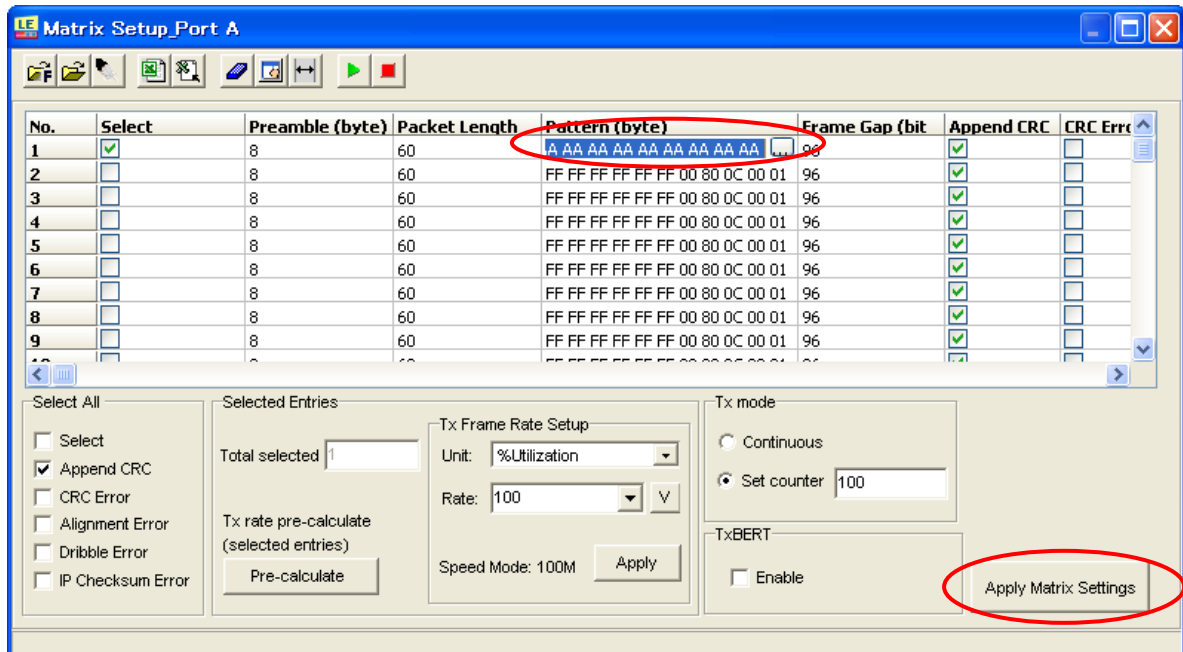 LE Matrix Setup_Port A
No. Select Preamble (byte) Packet Length Pattern (byte) Frame Gap (bit Append CRC CRC Erro
1 8 60 A AA AA AA AA AA AA AA AA ... 96
2 8 60 FF FF FF FF FF FF 00 80 0C 00 01 96
3 8 60 FF FF FF FF FF FF 00 80 0C 00 01 96
4 8 60 FF FF FF FF FF FF 00 80 0C 00 01 96
5 8 60 FF FF FF FF FF FF 00 80 0C 00 01 96
6 8 60 FF FF FF FF FF FF 00 80 0C 00 01 96
7 8 60 FF FF FF FF FF FF 00 80 0C 00 01 96
8 8 60 FF FF FF FF FF FF 00 80 0C 00 01 96
9 8 60 FF FF FF FF FF FF 00 80 0C 00 01 96
Select All
Select
Append CRC
CRC Error
Alignment Error
Dribble Error
IP Checksum Error
Selected Entries
Total selected 1
Tx rate pre-calculate
(selected entries)
Pre-calculate
Tx Frame Rate Setup
Unit: %Utilization
Rate: 100 V
Speed Mode: 100M Apply
Tx mode
Continuous
Set counter 100
TxBERT
Enable
Apply Matrix Settings